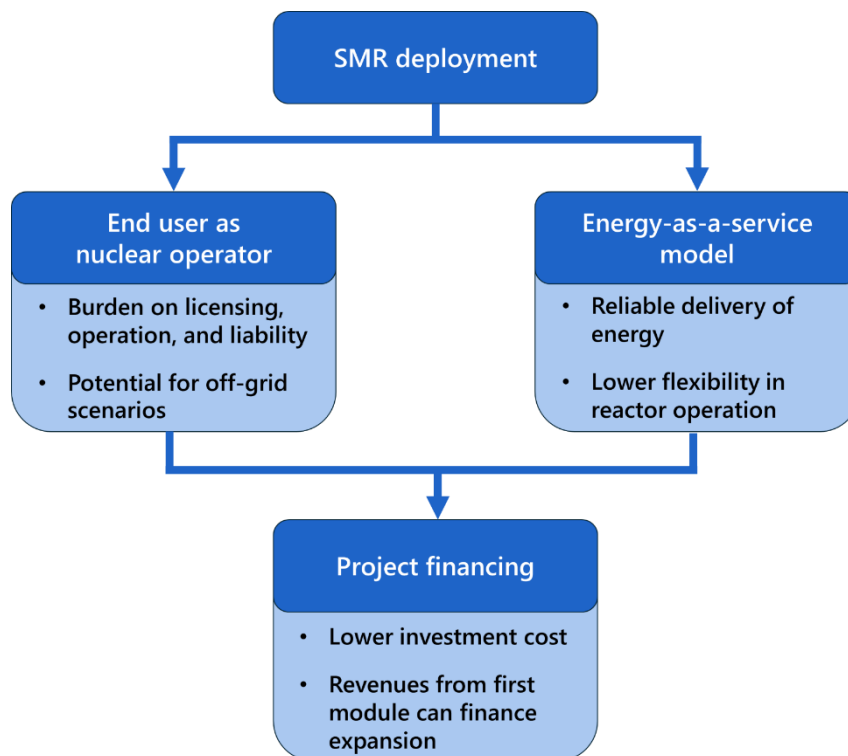 SMR deployment
End user as
nuclear operator
• Burden on licensing,
operation, and liability
• Potential for off-grid
scenarios
Energy-as-a-service
model
• Reliable delivery of
energy
• Lower flexibility in
reactor operation
Project financing
• Lower investment cost
• Revenues from first
module can finance
expansion